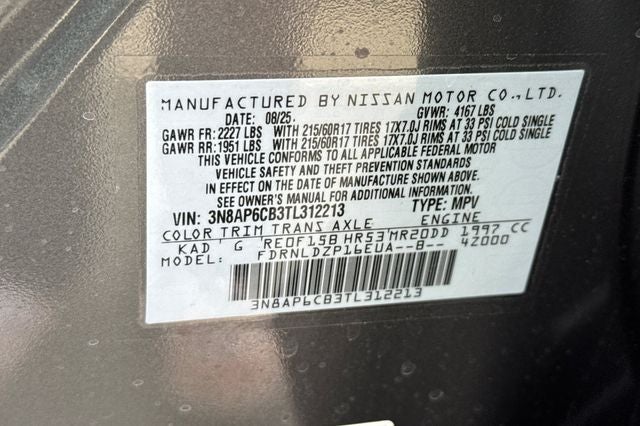 MANUFACTURED BY NISSAN MOTOR CO., LTD.
DATE: 08/25. GVWR: 4167 LBS
GAWR FR: 2227 LBS WITH 215/60R17 TIRES 17X7.0J RIMS AT 33 PSI COLD SINGLE
GAWR RR: 1951 LBS WITH 215/60R17 TIRES 17X7.0J RIMS AT 33 PSI COLD SINGLE
THIS VEHICLE CONFORMS TO ALL APPLICABLE FEDERAL MOTOR
VEHICLE SAFETY AND THEFT PREVENTION STANDARDS
IN EFFECT ON THE DATE OF MANUFACTURE SHOWN ABOVE.
SEE OWNER'S MANUAL FOR ADDITIONAL INFORMATION.
VIN: 3N8AP6CB3TL312213 TYPE: MPV
COLOR TRIM TRANS AXLE ENGINE
KAD G RE0F15B HR53 MR20DD 1997 CC
MODEL: FDRNLDZP16EUA--B-- 42000
3N8AP6CB3TL312213